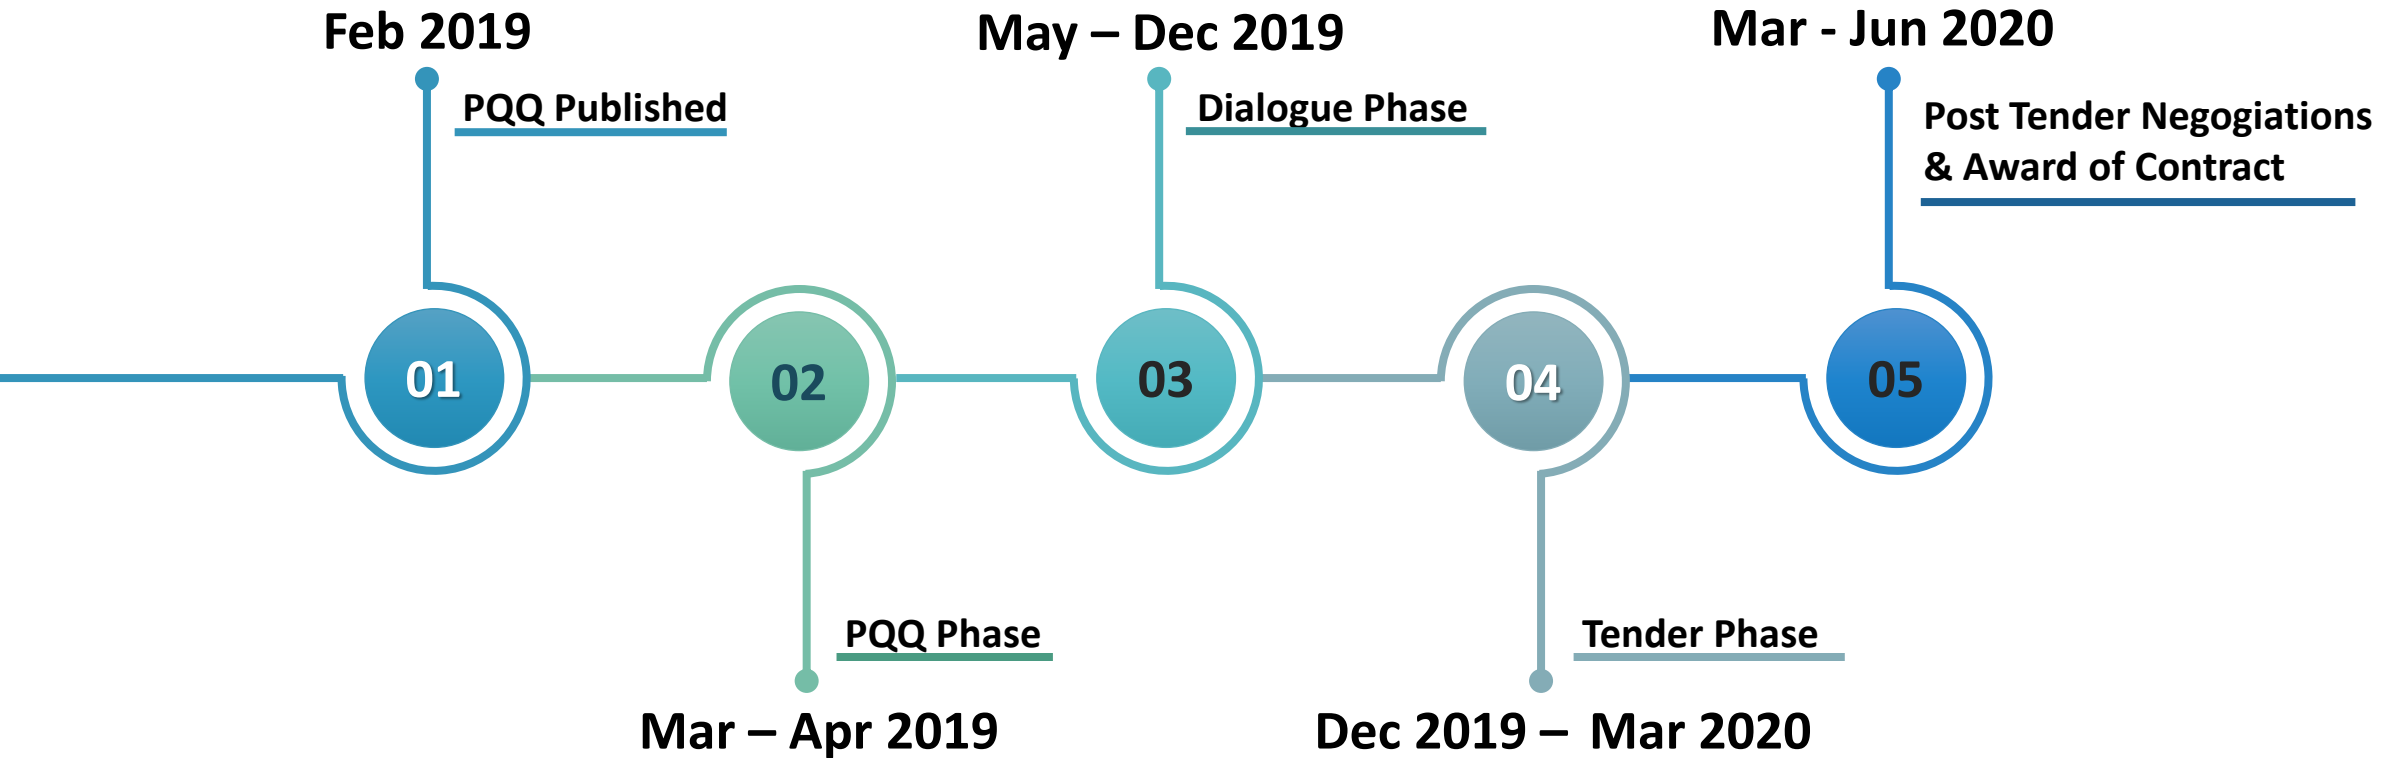 Feb 2019
PQQ Published
01
02
PQQ Phase
Mar – Apr 2019
May – Dec 2019
Dialogue Phase
03
04
Tender Phase
Dec 2019 – Mar 2020
Mar - Jun 2020
Post Tender Negogiations
& Award of Contract
05